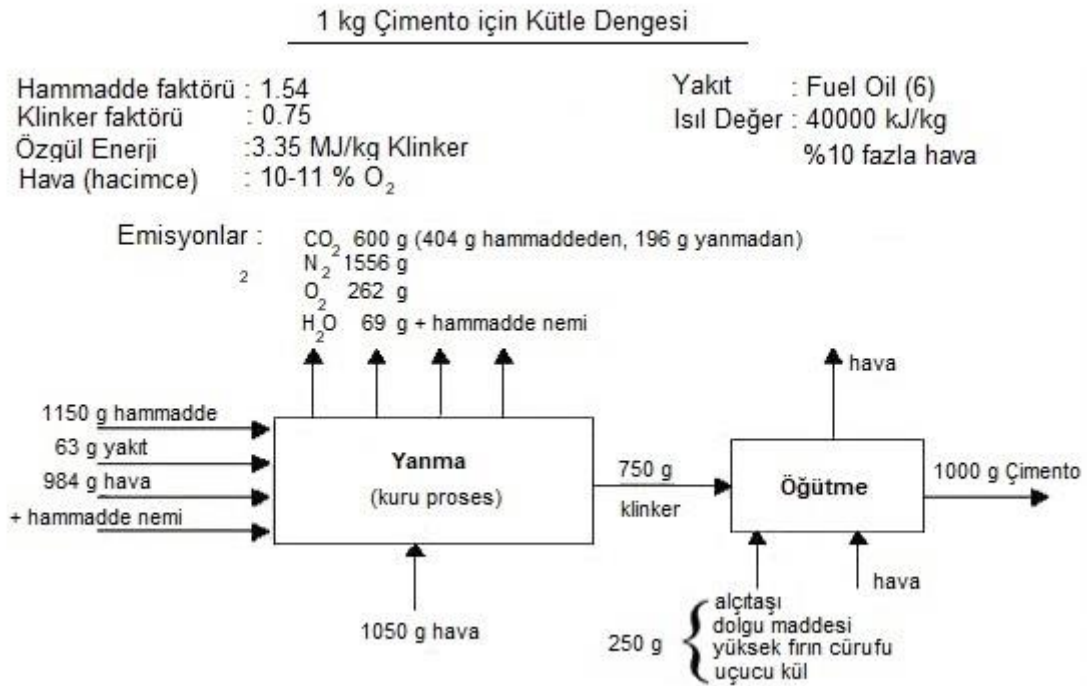 1 kg Çimento için Kütle Dengesi
Hammadde faktörü : 1.54
Klinker faktörü : 0.75
Özgül Enerji :3.35 MJ/kg Klinker
Hava (hacimce) : 10-11 % O2
Yakıt : Fuel Oil (6)
Isıl Değer : 40000 kJ/kg
%10 fazla hava
Emisyonlar :
2
CO2 600 g (404 g hammaddeden, 196 g yanmadan)
N2 1556 g
O2 262 g
H2O 69 g + hammadde nemi
1150 g hammadde
63 g yakıt
984 g hava
+ hammadde nemi
Yanma
(kuru proses)
1050 g hava
750 g
klinker
hava
Öğütme
1000 g Çimento
hava
250 g
alçıtaşı
dolgu maddesi
yüksek fırın cürufu
uçucu kül